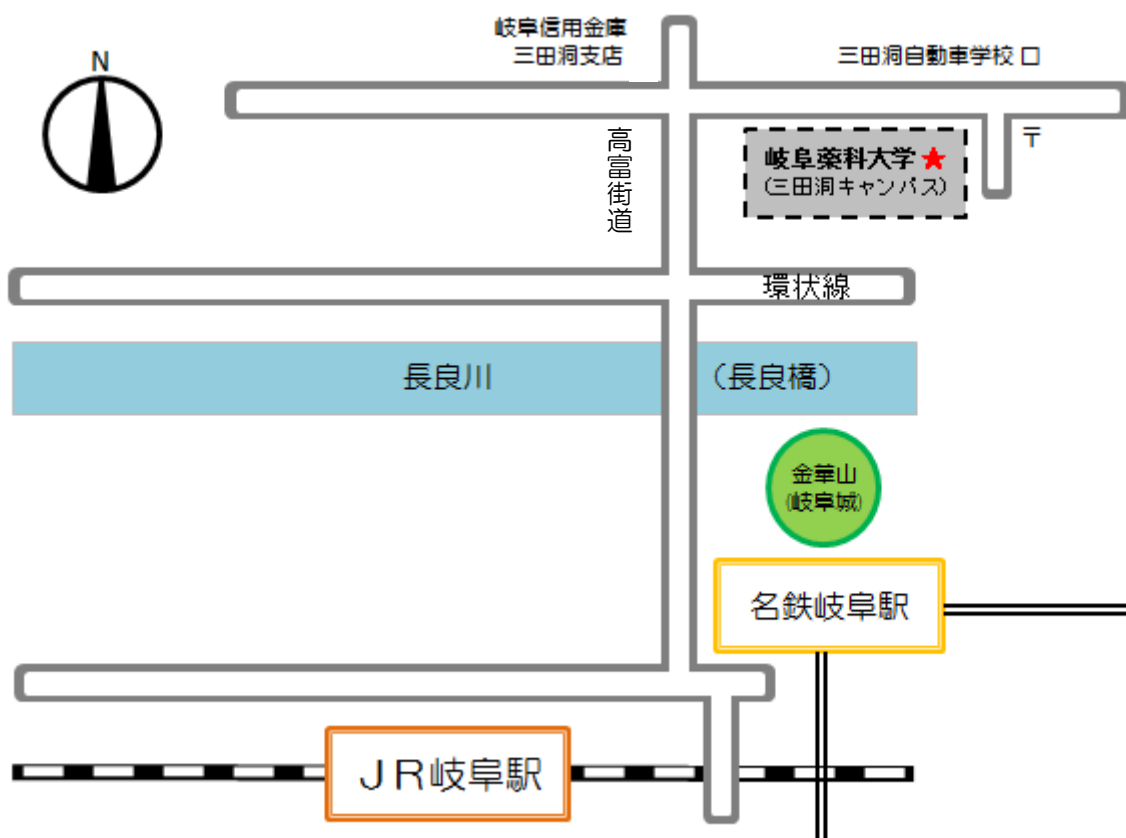 岐阜信用金庫
三田洞支店
三田洞自動車学校 口
N
高富街道
〒
岐阜薬科大学 ★
(三田洞キャンパス)
環状線
長良川
(長良橋)
金華山
(岐阜城)
名鉄岐阜駅
JR岐阜駅